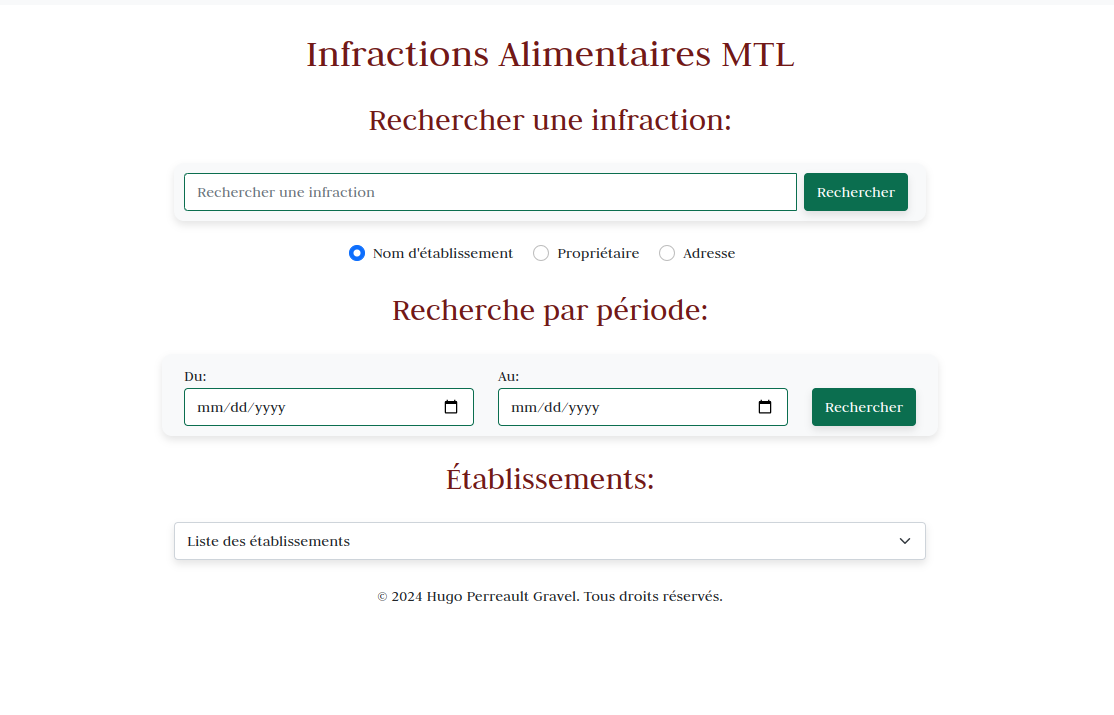 Infractions Alimentaires MTL
Rechercher une infraction:
Rechercher une infraction Rechercher
Nom d'établissement Propriétaire Adresse
Recherche par période:
Du: Au:
mm/dd/yyyy mm/dd/yyyy Rechercher
Établissements:
Liste des établissements
© 2024 Hugo Perreault Gravel. Tous droits réservés.